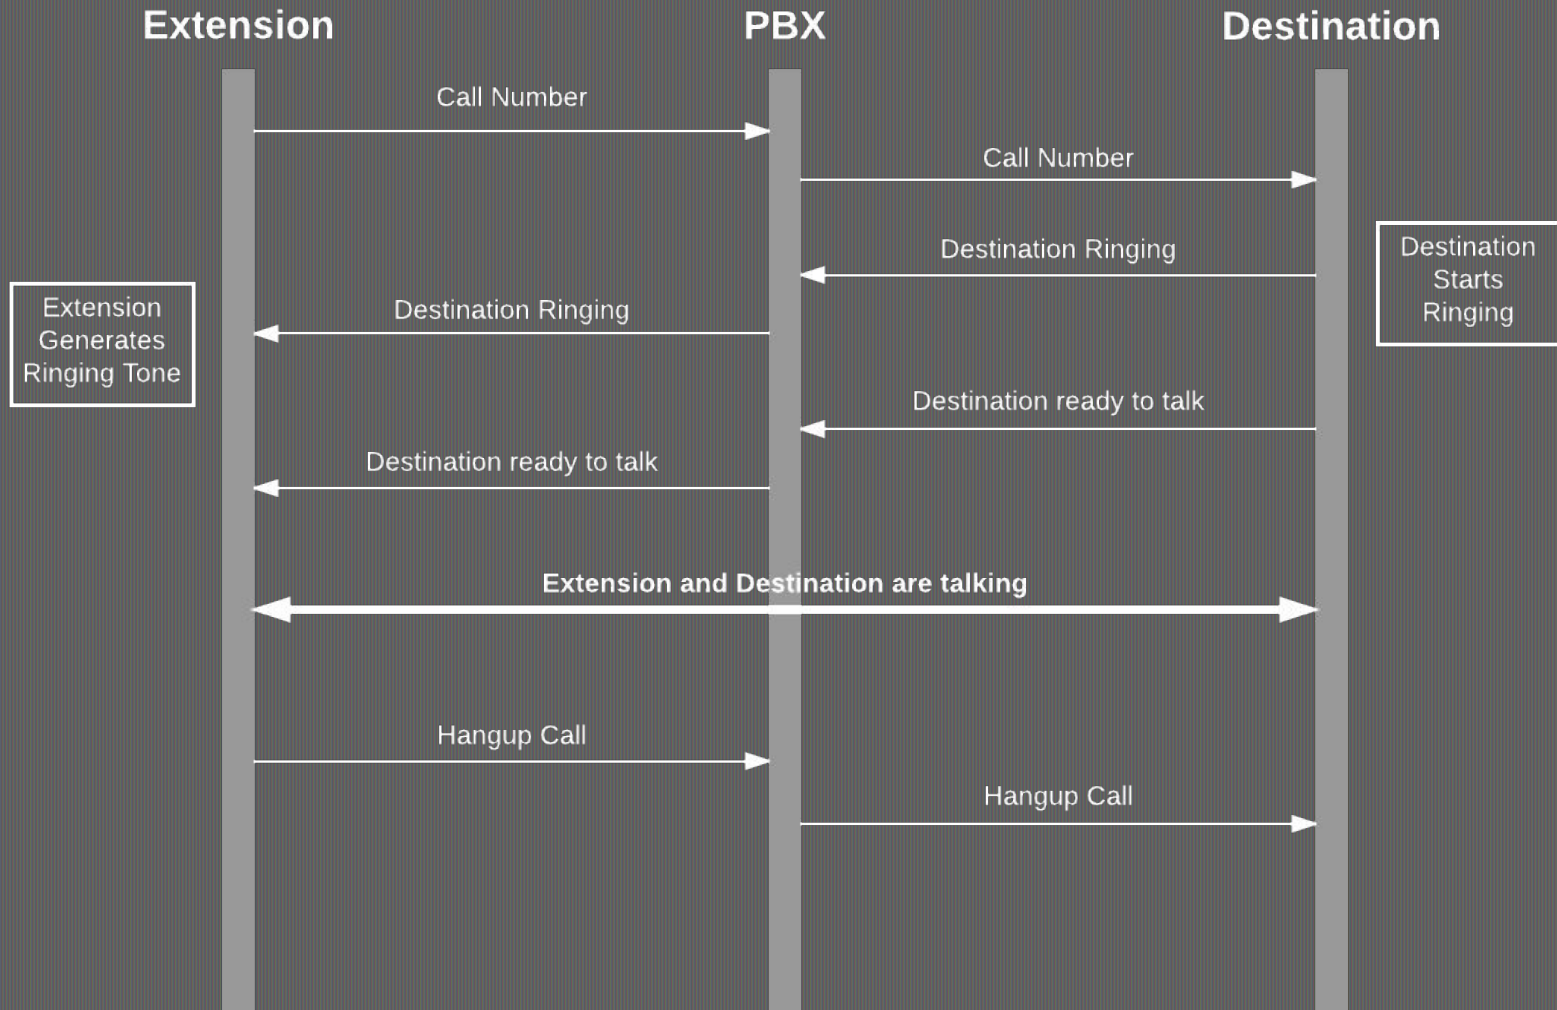 Extension
PBX
Destination
Call Number
Call Number
Destination Ringing
Destination
Starts
Ringing
Destination Ringing
Extension
Generates
Ringing Tone
Destination ready to talk
Destination ready to talk
Extension and Destination are talking
Hangup Call
Hangup Call